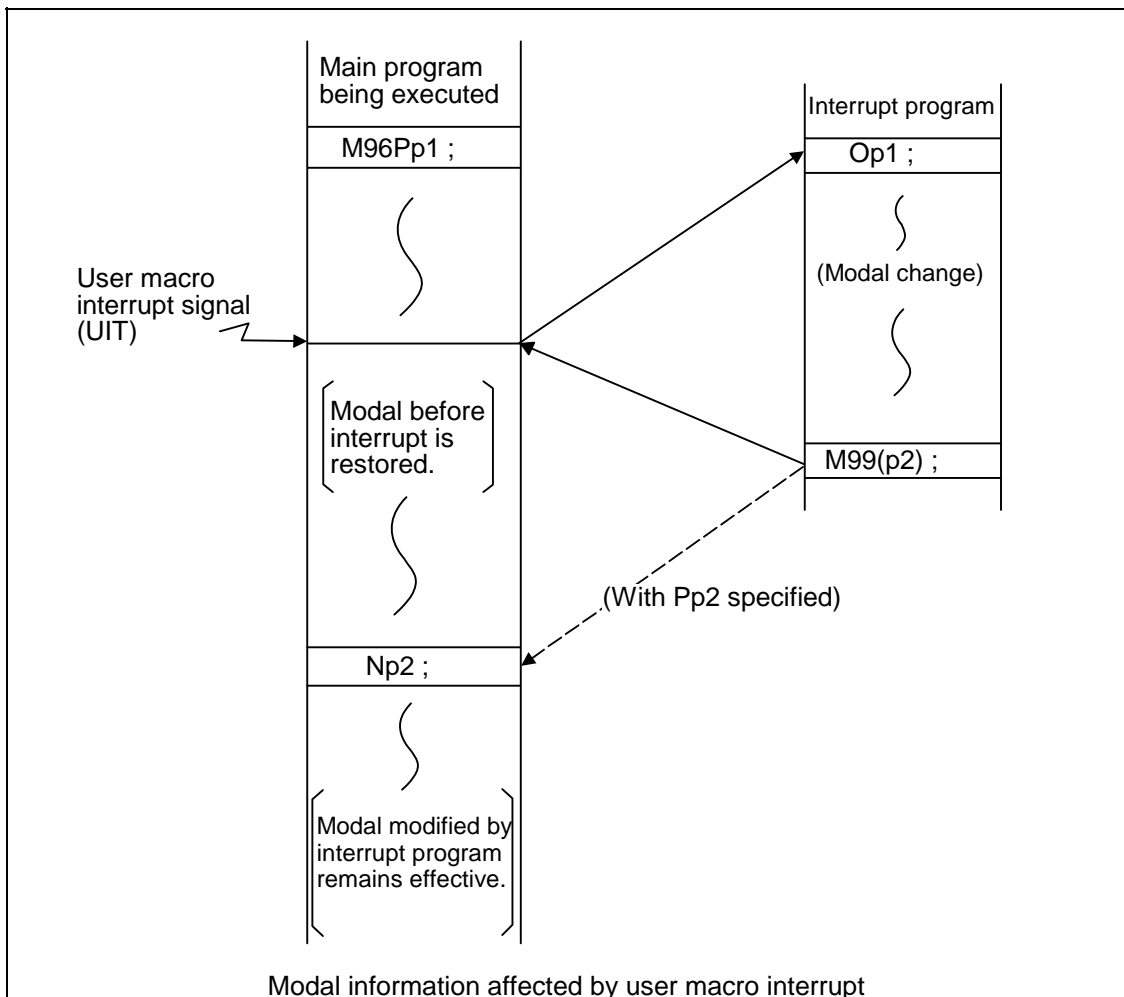 Main program
being executed
M96Pp1 ;
User macro
interrupt signal
(UIT)
Modal before
interrupt is
restored.
Np2 ;
Modal modified by
interrupt program
remains effective.
Interrupt program
Op1 ;
(Modal change)
M99(p2) ;
(With Pp2 specified)
Modal information affected by user macro interrupt